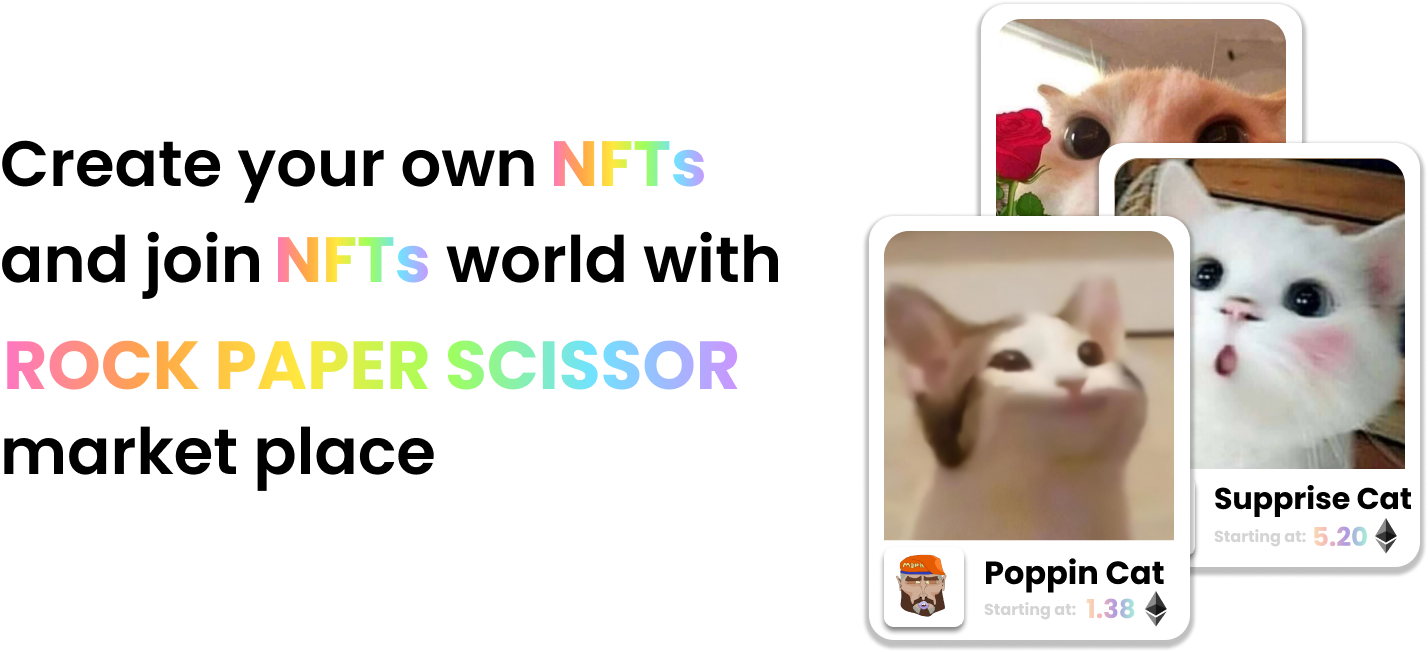 Create your own NFTs
and join NFTs world with
ROCK PAPER SCISSOR
market place
Supprise Cat
Starting at: 5.20
Poppin Cat
Starting at: 1.38